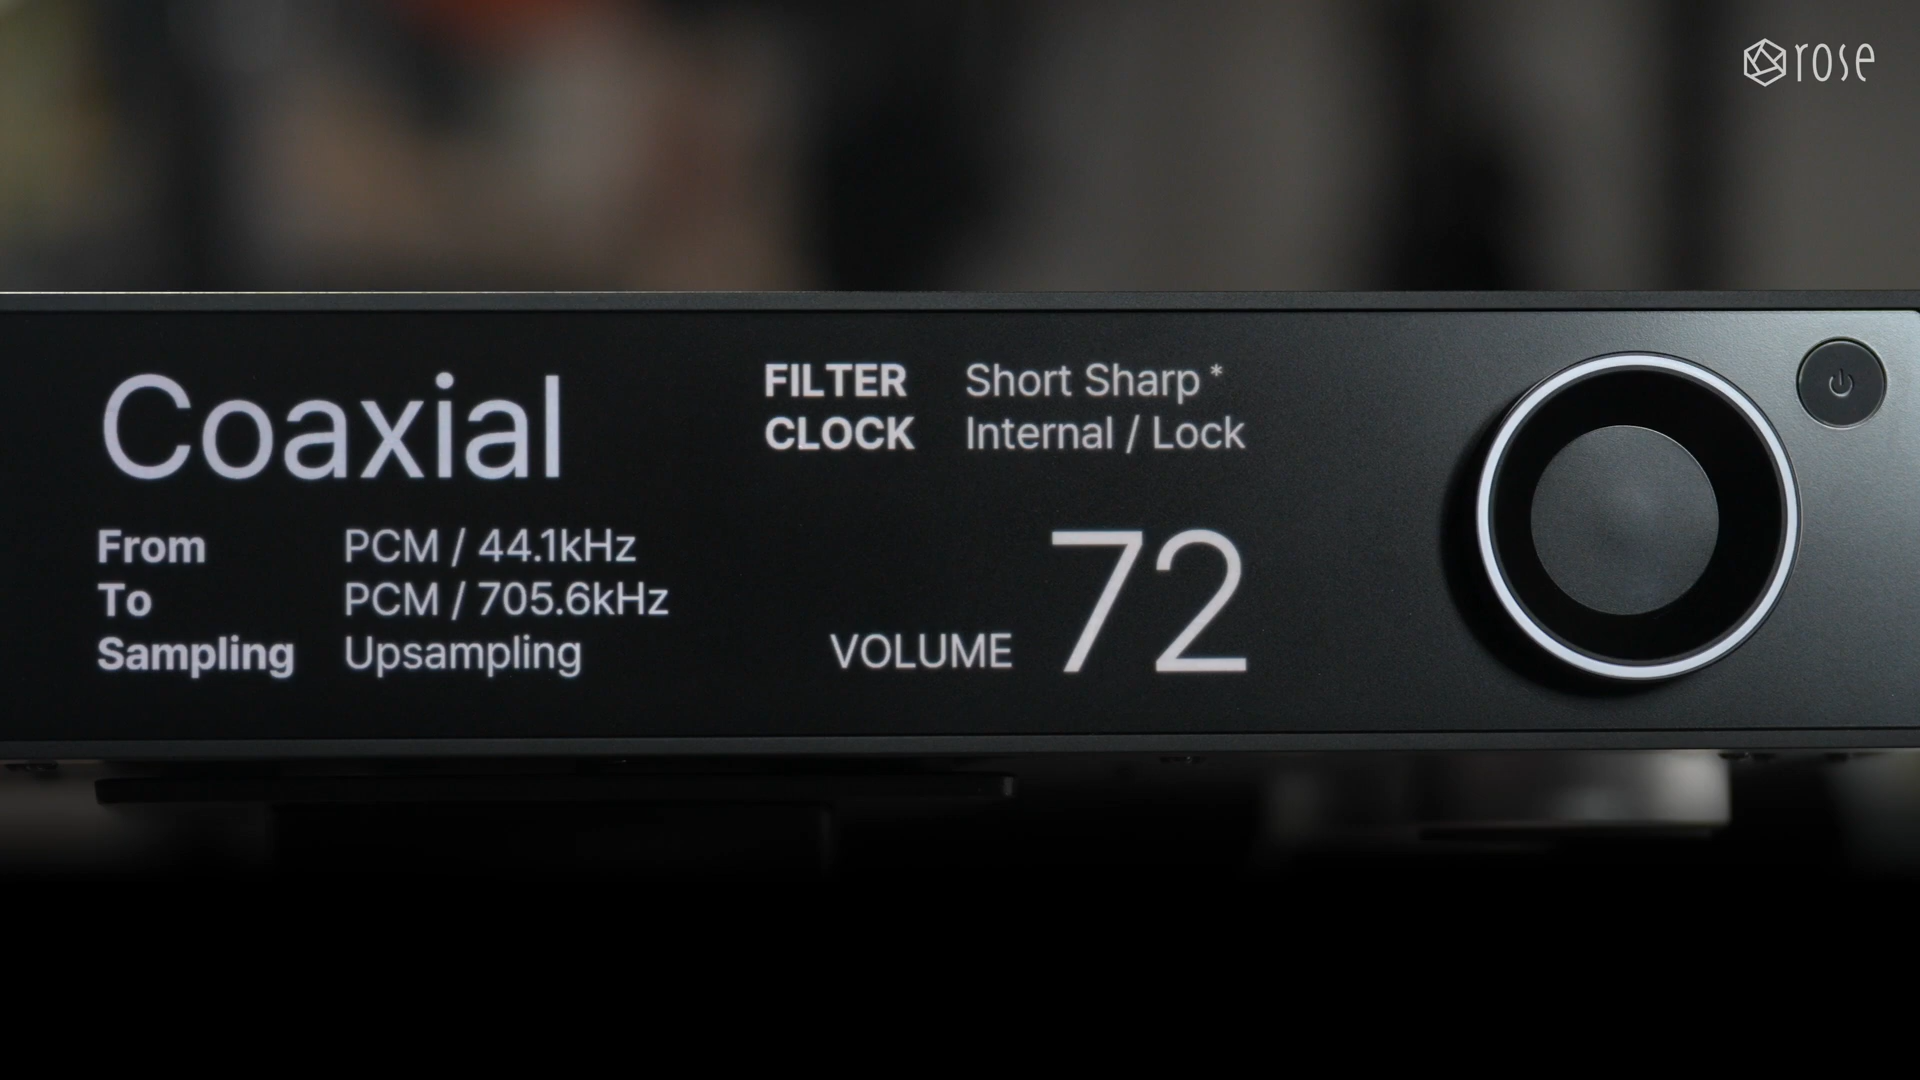 rose
Coaxial
From PCM / 44.1kHz
To PCM / 705.6kHz
Sampling Upsampling
FILTER Short Sharp *
CLOCK Internal / Lock
VOLUME 72